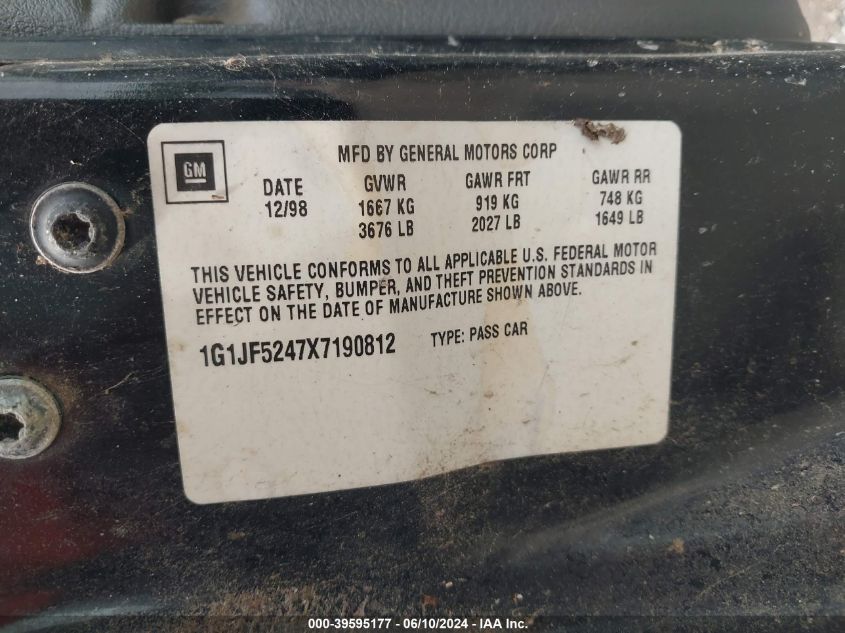 MFD BY GENERAL MOTORS CORP
GM
DATE GVWR GAWR FRT GAWR RR
12/98 1667 KG 919 KG 748 KG
3676 LB 2027 LB 1649 LB
THIS VEHICLE CONFORMS TO ALL APPLICABLE U.S. FEDERAL MOTOR
VEHICLE SAFETY, BUMPER, AND THEFT PREVENTION STANDARDS IN
EFFECT ON THE DATE OF MANUFACTURE SHOWN ABOVE.
1G1JF5247X7190812 TYPE: PASS CAR
000-39595177 - 06/10/2024 - IAA Inc.